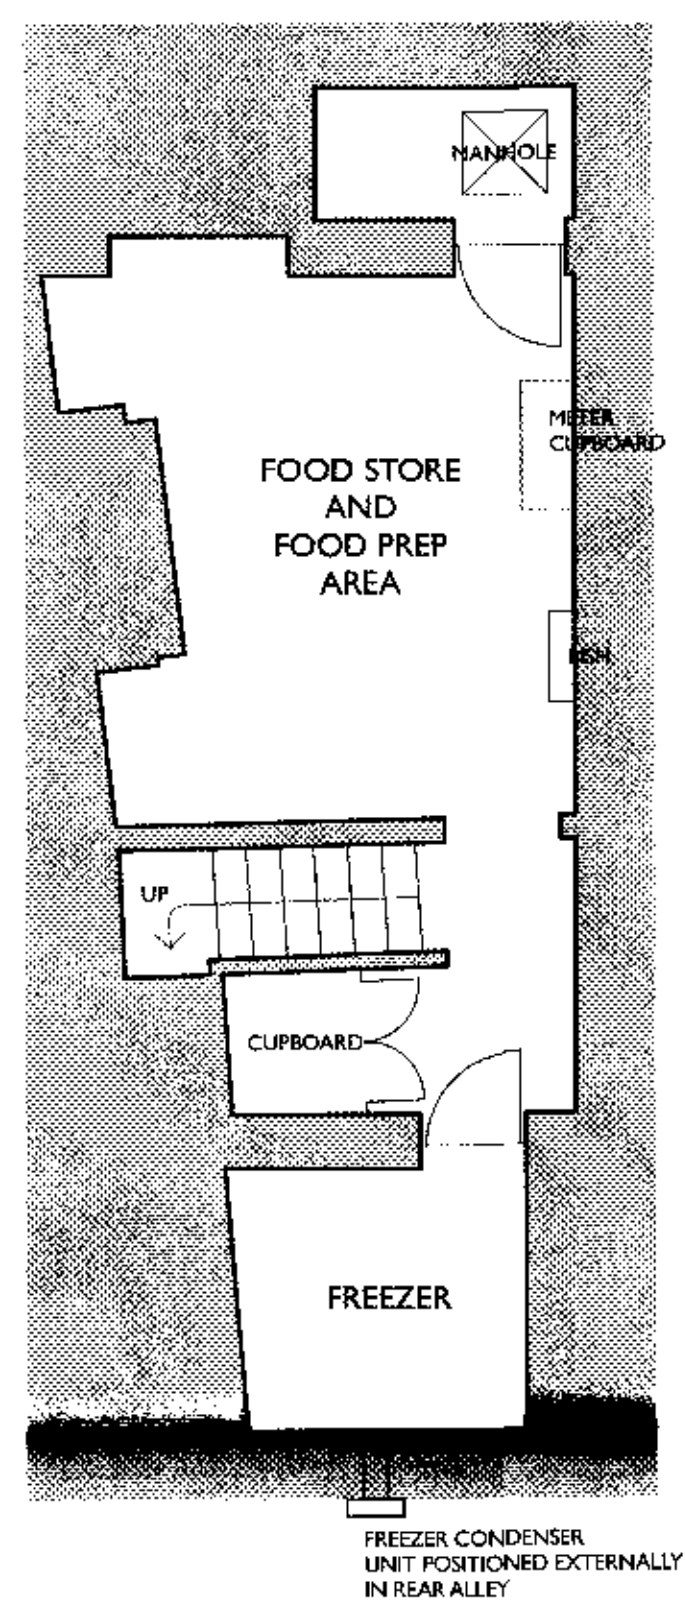 MANHOLE
METER
CUPBOARD
FOOD STORE
AND
FOOD PREP
AREA
UP
CUPBOARD
FREEZER
FREEZER CONDENSER
UNIT POSITIONED EXTERNALLY
IN REAR ALLEY